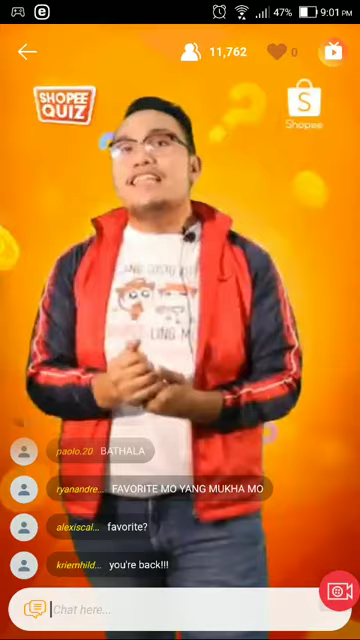 47%
9:01 PM
11,762
0
SHOPEE
QUIZ
S
Shopee
LING M
paolo.20 BATHALA
ryanandre... FAVORITE MO YANG MUKHA MO
alexiscal... favorite?
kriemhild... you're back!!!
Chat here...